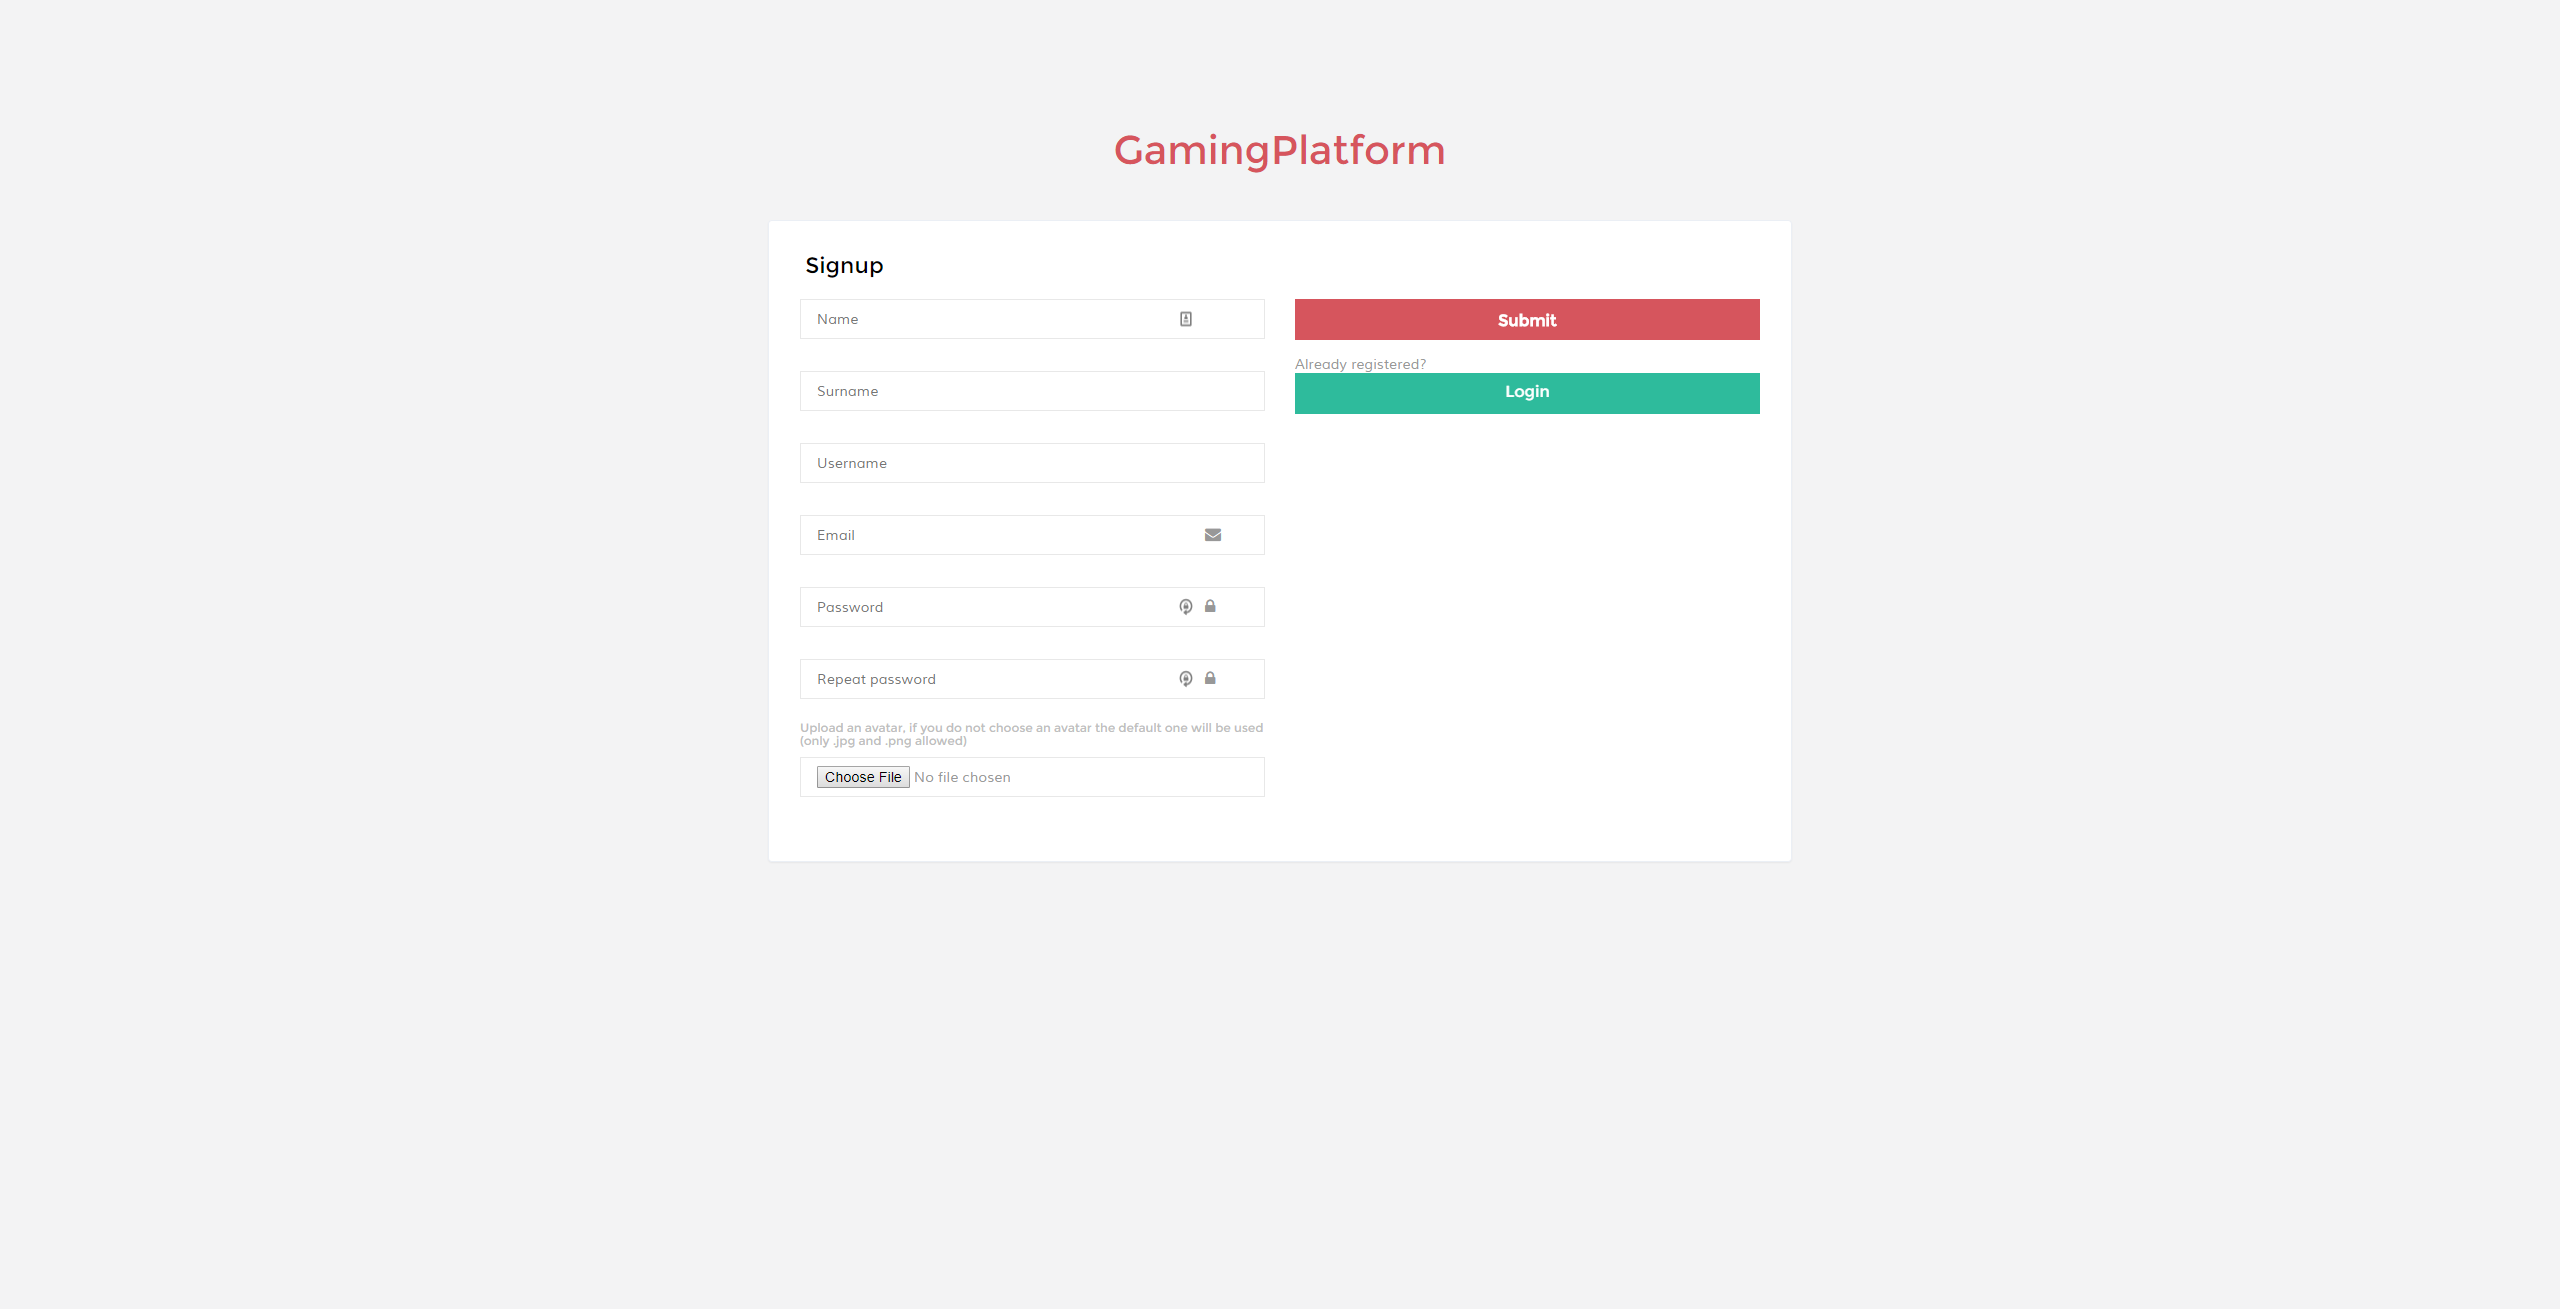 GamingPlatform
Signup
Name
Surname
Username
Email
Password
Repeat password
Upload an avatar, if you do not choose an avatar the default one will be used
(only .jpg and .png allowed)
Choose File No file chosen
Submit
Already registered?
Login